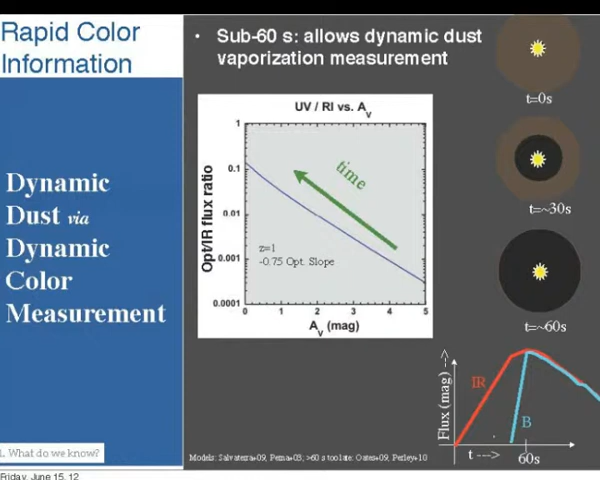 Rapid Color
Information
• Sub-60 s: allows dynamic dust
vaporization measurement
Dynamic
Dust via
Dynamic
Color
Measurement
UV / RI vs. Av
Opt/IR flux ratio
1
0.1
0.01
0.001
0.0001
time
z=1
-0.75 Opt. Slope
0 1 2 3 4 5
Av (mag)
t=0s
t=~30s
t=~60s
Flux (mag) -->
IR
B
t --->
60s
. What do we know?
Models: Salvaterra+09, Perna+03; >60 s too late: Oates+09, Perley+10
Friday, June 15, 12